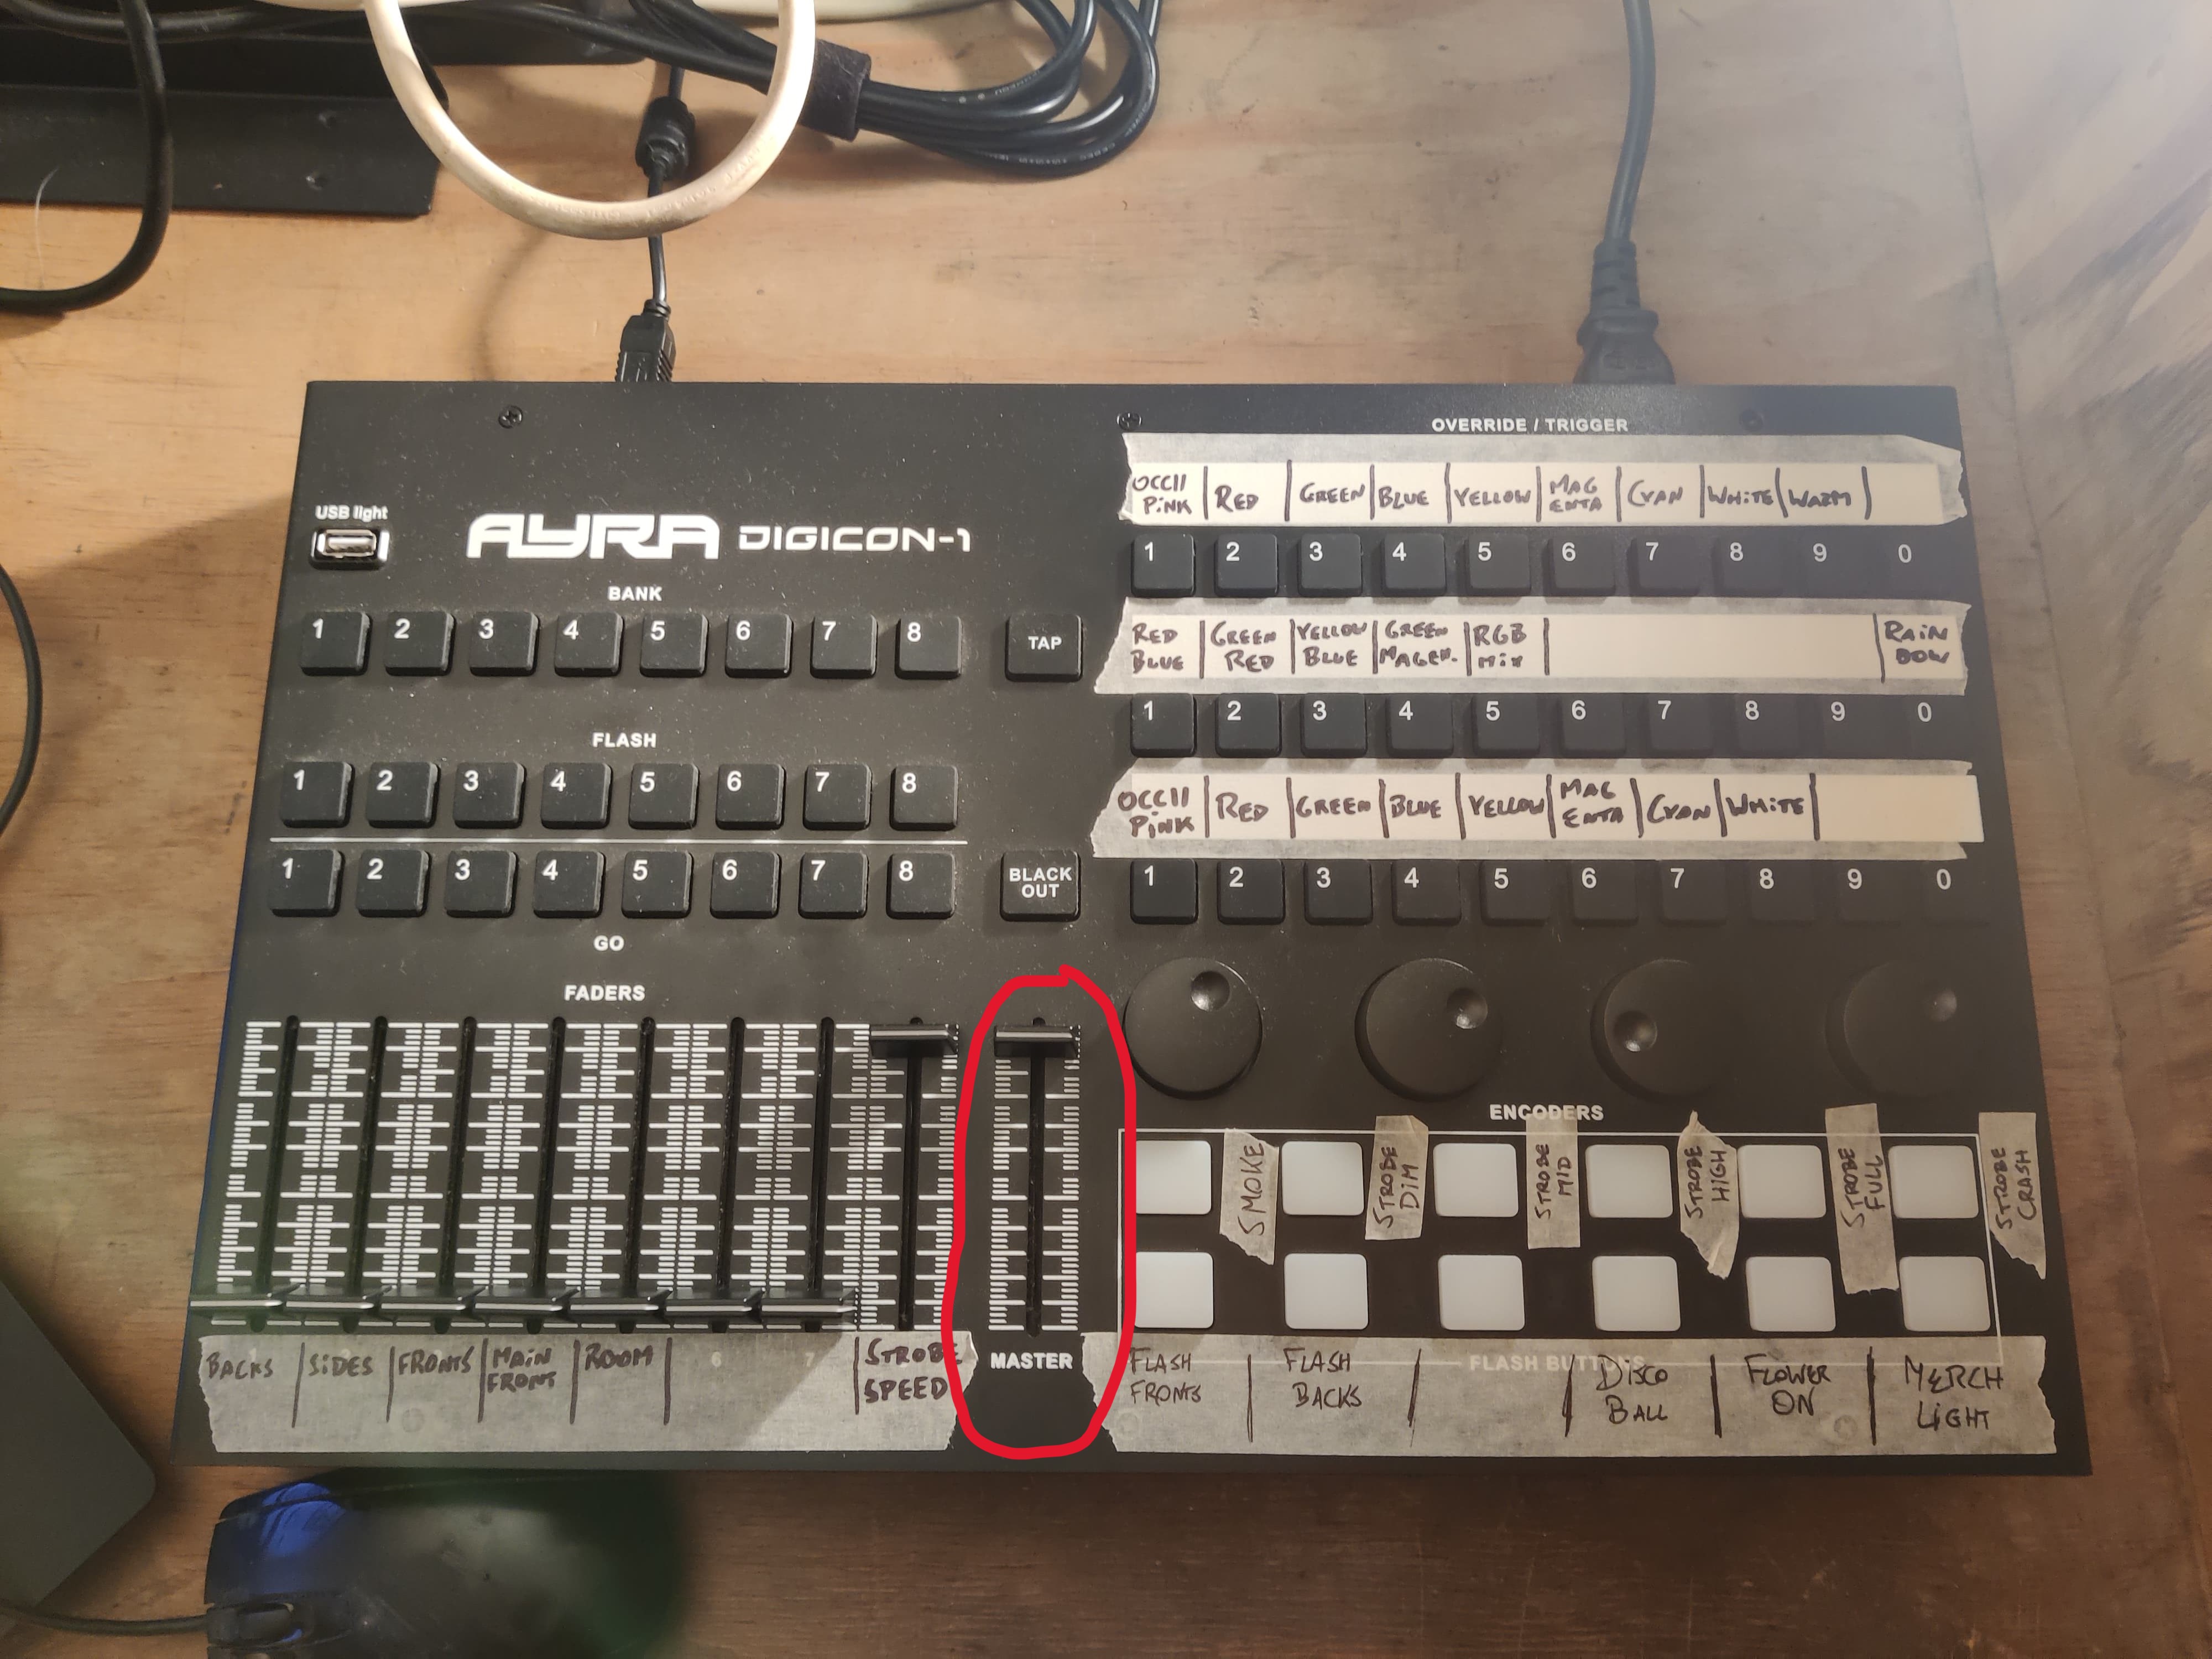 OVERRIDE / TRIGGER
OCCII PINK RED GREEN BLUE YELLOW MAG ENTA CYAN WHITE WARM
1 2 3 4 5 6 7 8 9 0
USB light
AYRA DIGICON-1
BANK
1 2 3 4 5 6 7 8
TAP
RED BLUE GREEN RED YELLOW BLUE GREEN MAGEN. RGB MIX RAIN BOW
1 2 3 4 5 6 7 8 9 0
FLASH
1 2 3 4 5 6 7 8
OCCII PINK RED GREEN BLUE YELLOW MAG ENTA CYAN WHITE
1 2 3 4 5 6 7 8 9 0
1 2 3 4 5 6 7 8
BLACK OUT
GO
FADERS
ENCODERS
SMOKE
STROBE DIM
STROBE MID
STROBE HIGH
STROBE FULL
STROBE CRASH
BACKS SIDES FRONTS MAIN FRONT ROOM 6 7 STROBE SPEED
MASTER
FLASH BUTTONS
FLASH FRONTS FLASH BACKS DISCO BALL FLOWER ON MERCH LIGHT